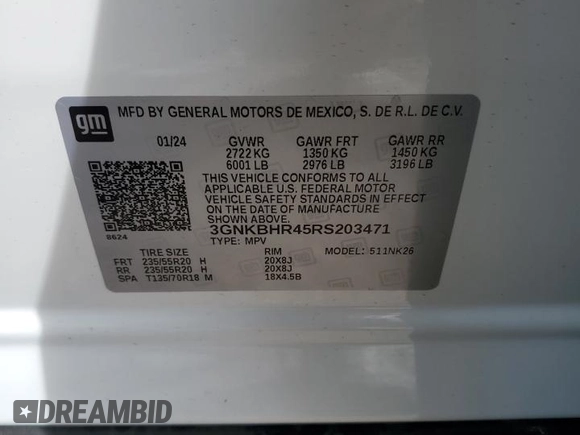 gm MFD BY GENERAL MOTORS DE MEXICO, S. DE R.L. DE C.V.
01/24 GVWR GAWR FRT GAWR RR
2722 KG 1350 KG 1450 KG
6001 LB 2976 LB 3196 LB
THIS VEHICLE CONFORMS TO ALL
APPLICABLE U.S. FEDERAL MOTOR
VEHICLE SAFETY STANDARDS IN EFFECT
ON THE DATE OF MANUFACTURE
SHOWN ABOVE.
8624
3GNKBHR45RS203471
TYPE: MPV MODEL: 511NK26
TIRE SIZE RIM
FRT 235/55R20 H 20X8J
RR 235/55R20 H 20X8J
SPA T135/70R18 M 18X4.5B
DREAMBID